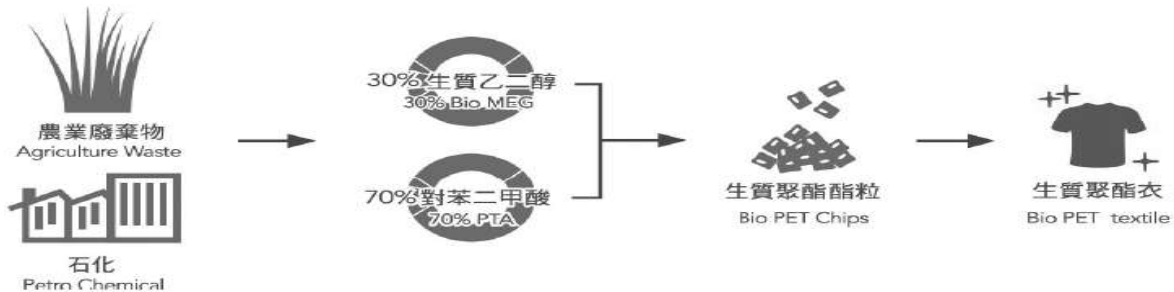 農業廢棄物
Agriculture Waste
石化
Petro Chemical
30% 生質乙二醇
30% Bio MEG
70% 對苯二甲酸
70% PTA
生質聚酯酯粒
Bio PET Chips
生質聚酯衣
Bio PET textile